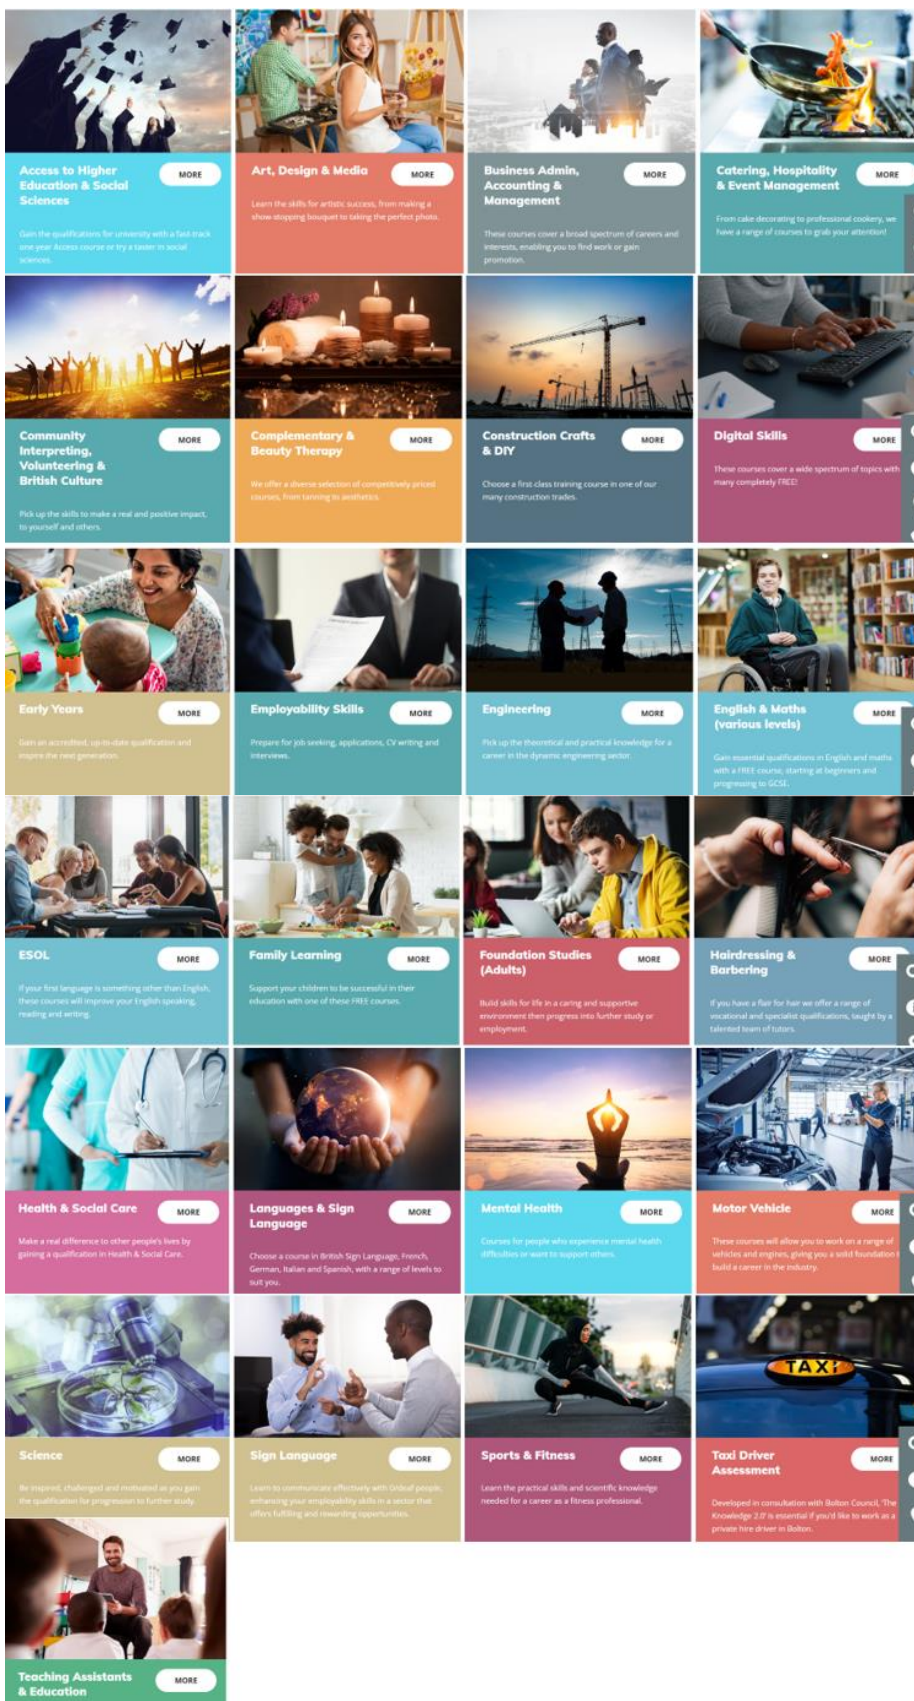 Access to Higher
Education & Social
Sciences
MORE
Gain the qualifications for university with a fast-track
one year Access course or try a taster in social
sciences.
Art, Design & Media
MORE
Learn the skills for artistic success, from making a
show stopping bouquet to taking the perfect photo.
Business Admin,
Accounting &
Management
MORE
These courses cover a broad spectrum of careers and
interests, enabling you to find work or gain
promotion.
Catering, Hospitality
& Event Management
MORE
From cake decorating to professional cookery, we
have a range of courses to grab your attention!
Community
Interpreting,
Volunteering &
British Culture
MORE
Pick up the skills to make a real and positive impact,
to yourself and others.
Complementary &
Beauty Therapy
MORE
We offer a diverse selection of competitively priced
courses, from tanning to aesthetics.
Construction Crafts
& DIY
MORE
Choose a first-class training course in one of our
many construction trades.
Digital Skills
MORE
These courses cover a wide spectrum of topics with
many completely FREE!
Early Years
MORE
Gain an accredited, up-to-date qualification and
inspire the next generation.
Employability Skills
MORE
Prepare for job seeking, applications, CV writing and
interviews.
Engineering
MORE
Pick up the theoretical and practical knowledge for a
career in the dynamic engineering sector.
English & Maths
(various levels)
MORE
Gain essential qualifications in English and maths
with a FREE course, starting at beginners and
progressing to GCSE.
ESOL
MORE
If your first language is something other than English,
these courses will improve your English speaking,
reading and writing.
Family Learning
MORE
Support your children to be successful in their
education with one of these FREE courses.
Foundation Studies
(Adults)
MORE
Build skills for life in a caring and supportive
environment then progress into further study or
employment.
Hairdressing &
Barbering
MORE
If you have a flair for hair we offer a range of
vocational and specialist qualifications, taught by a
talented team of tutors.
Health & Social Care
MORE
Make a real difference to other people's lives by
gaining a qualification in Health & Social Care.
Languages & Sign
Language
MORE
Choose a course in British Sign Language, French,
German, Italian and Spanish, with a range of levels to
suit you.
Mental Health
MORE
Courses for people who experience mental health
difficulties or want to support others.
Motor Vehicle
MORE
These courses will allow you to work on a range of
vehicles and engines, giving you a solid foundation t
build a career in the industry.
Science
MORE
Be inspired, challenged and motivated as you gain
the qualification for progression to further study.
Sign Language
MORE
Learn to communicate effectively with D/deaf people,
enhancing your employability skills in a sector that
offers fulfilling and rewarding opportunities.
Sports & Fitness
MORE
Learn the practical skills and scientific knowledge
needed for a career as a fitness professional.
TAXI
Taxi Driver
Assessment
MORE
Developed in consultation with Bolton Council, 'The
Knowledge 2.0' is essential if you'd like to work as a
private hire driver in Bolton.
Teaching Assistants
& Education
MORE